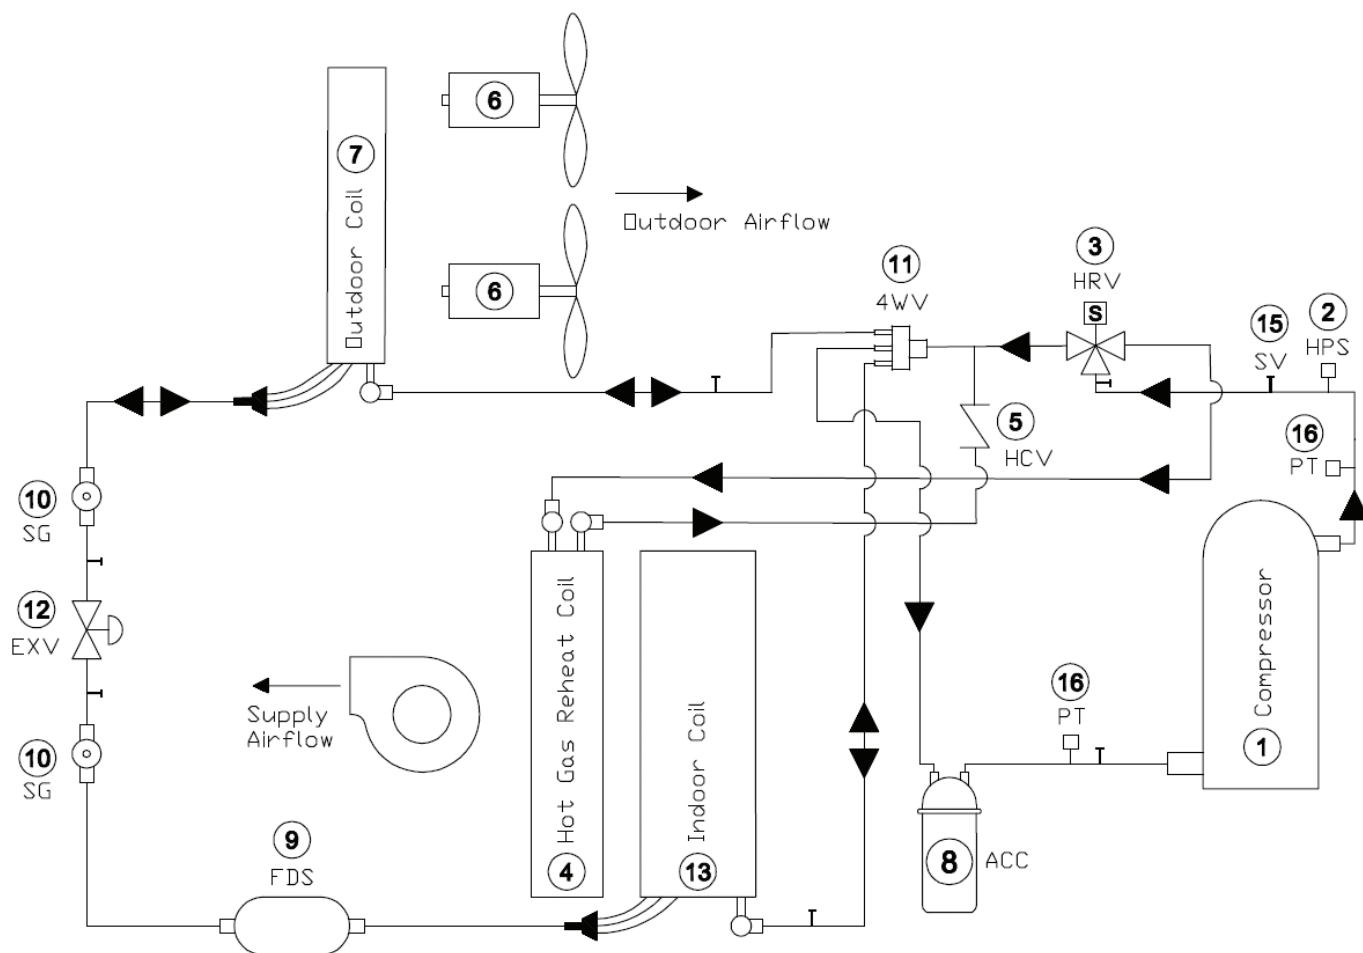 6
7
Outdoor Coil
Outdoor Airflow
6
11
4WV
3
HRV
S
15
SV
2
HPS
5
HCV
16
PT
10
SG
12
EXV
10
SG
Supply
Airflow
Hot Gas Reheat Coil
4
Indoor Coil
13
16
PT
Compressor
1
9
FDS
8
ACC